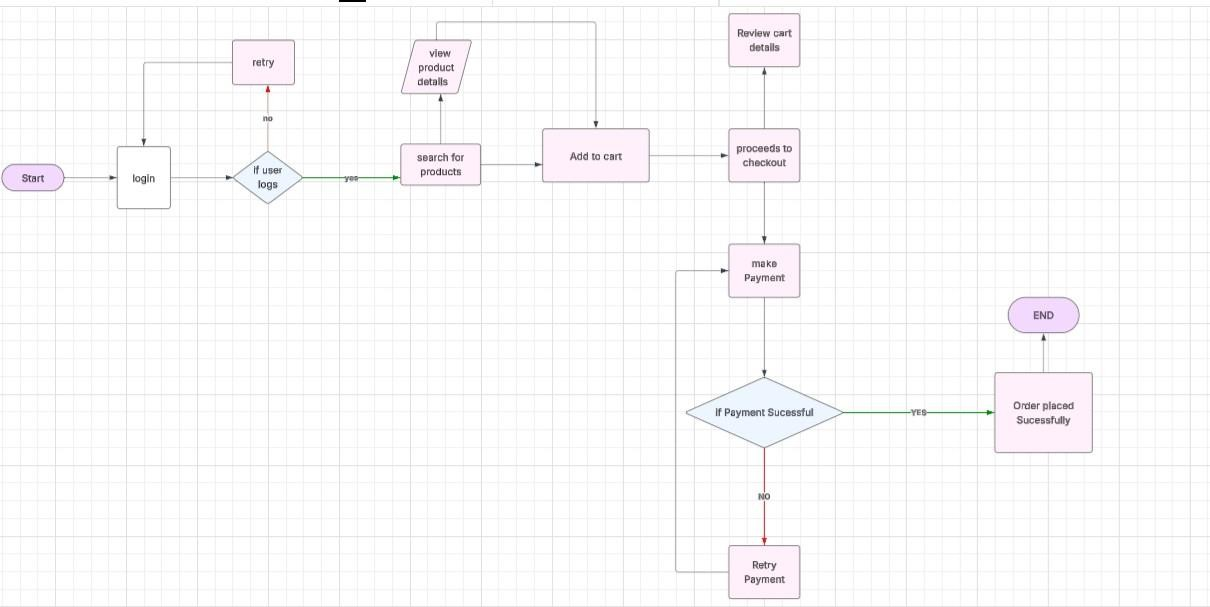 Start
login
retry
no
if user
logs
yes
view
product
details
search for
products
Add to cart
Review cart
details
proceeds to
checkout
make
Payment
if Payment Sucessful
YES
Order placed
Sucessfully
END
NO
Retry
Payment